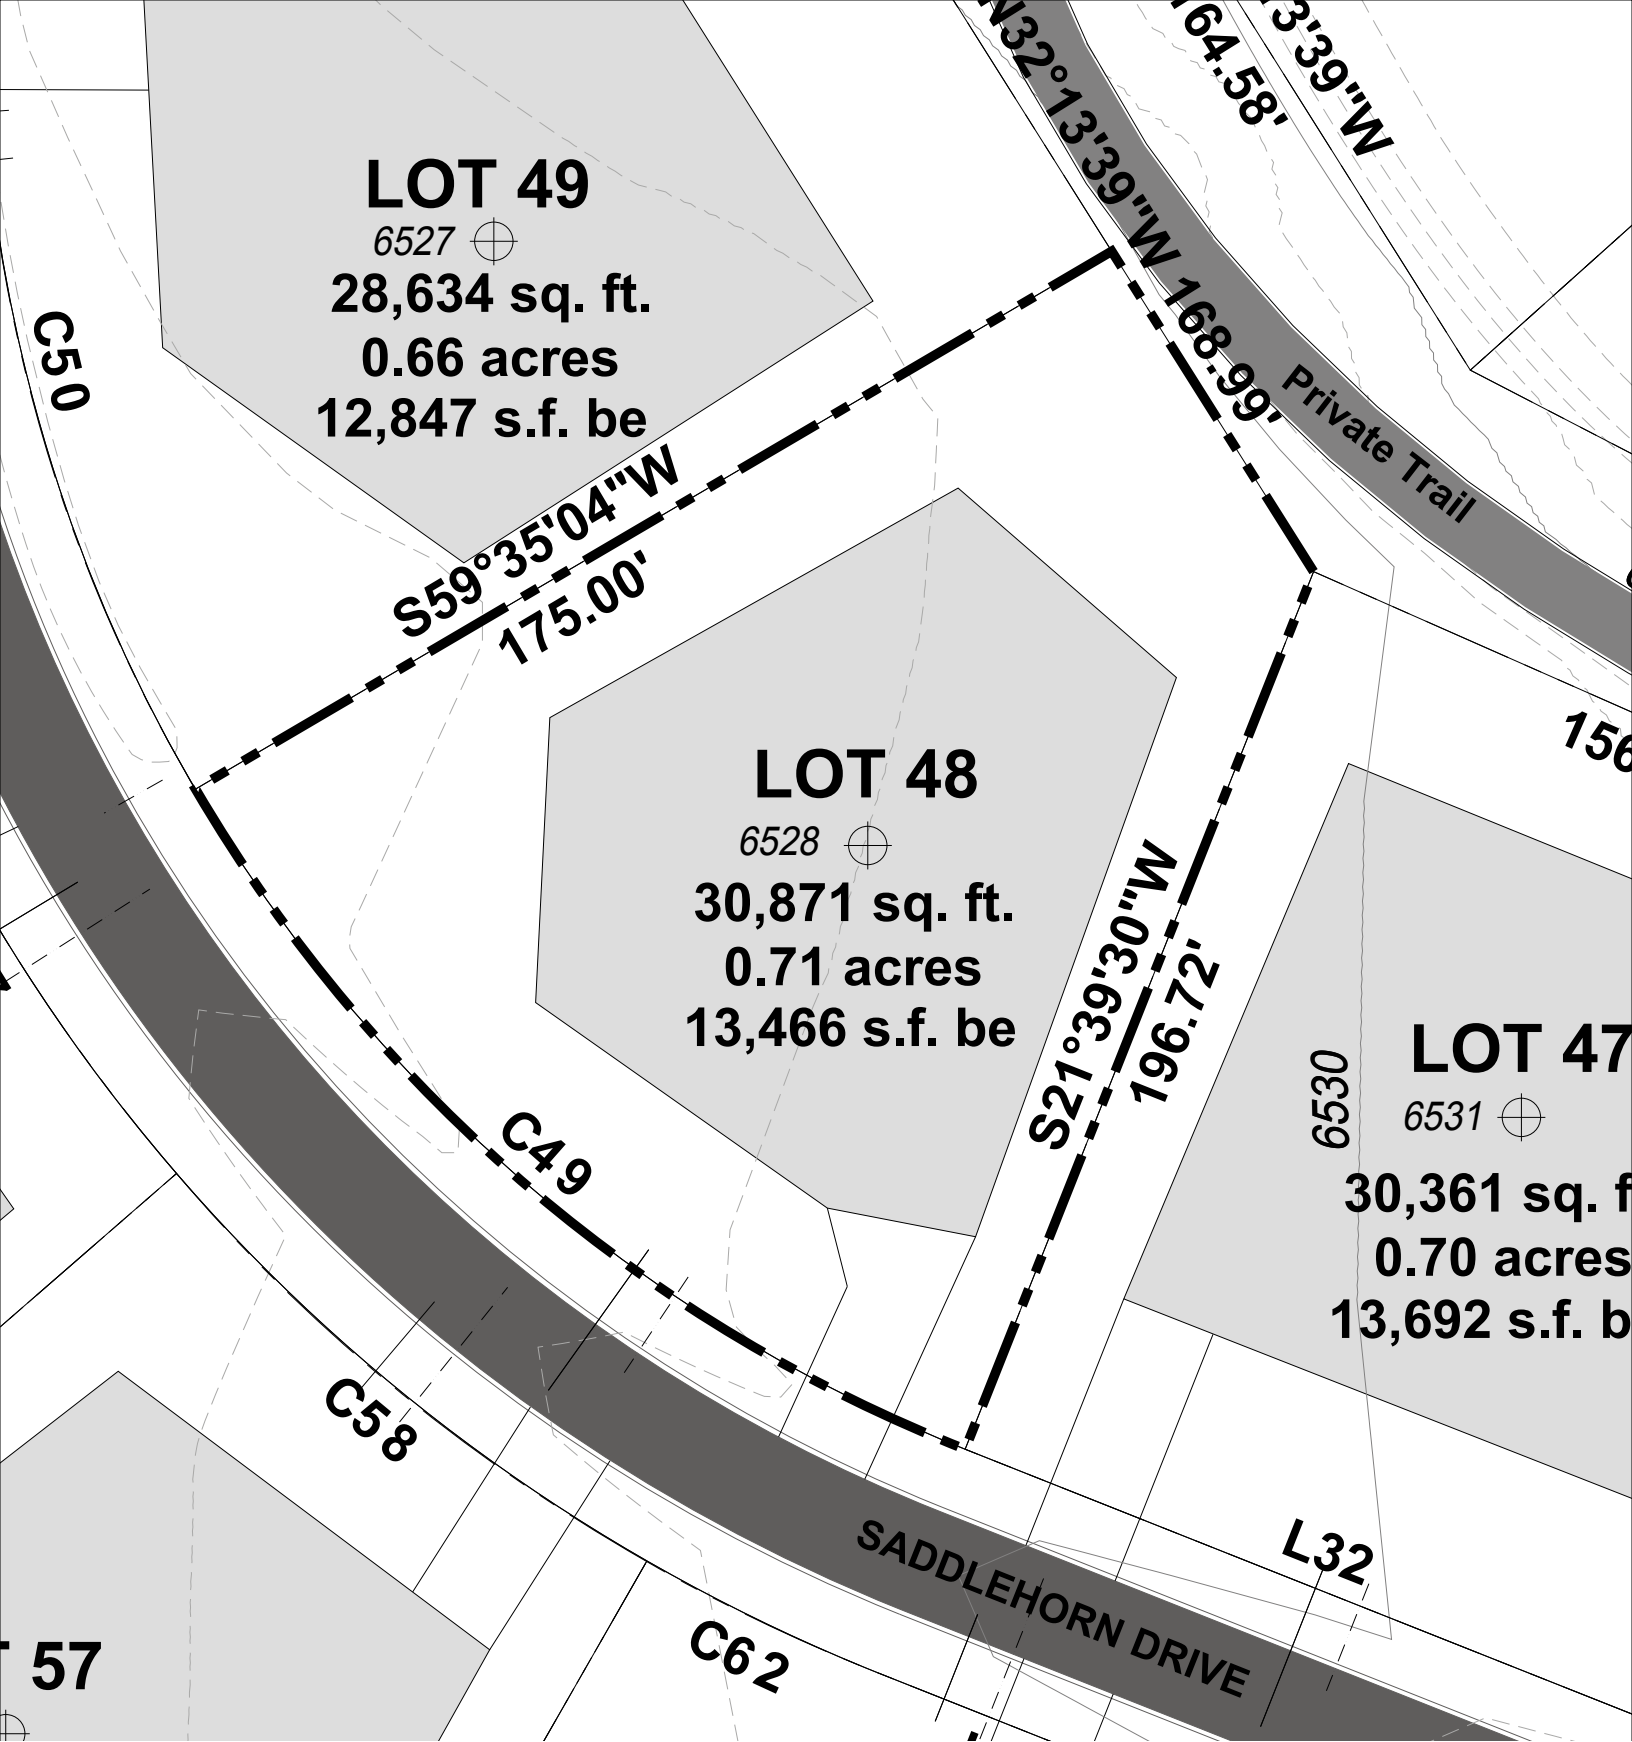 N32°13'39"W 168.99'
164.58'
13'39"W
LOT 49
6527
28,634 sq. ft.
0.66 acres
12,847 s.f. be
C50
Private Trail
S59°35'04"W
175.00'
156
LOT 48
6528
30,871 sq. ft.
0.71 acres
13,466 s.f. be
S21°39'30"W
196.72'
C49
LOT 47
6530
6531
30,361 sq. f
0.70 acres
13,692 s.f. b
C58
SADDLEHORN DRIVE
L32
C62
T 57